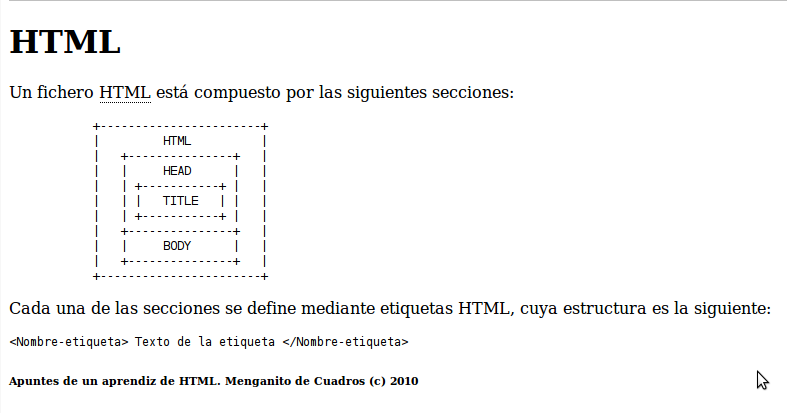 HTML
Un fichero HTML está compuesto por las siguientes secciones:
HTML
HEAD
TITLE
BODY
Cada una de las secciones se define mediante etiquetas HTML, cuya estructura es la siguiente:
<Nombre-etiqueta> Texto de la etiqueta </Nombre-etiqueta>
Apuntes de un aprendiz de HTML. Menganito de Cuadros (c) 2010